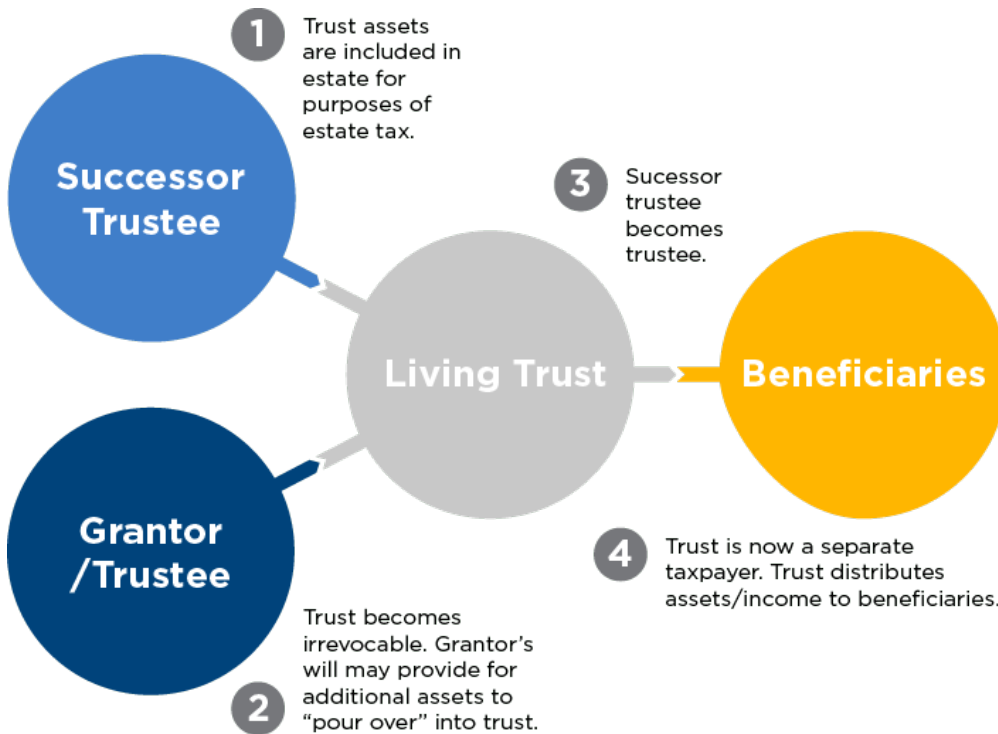 1
Trust assets
are included in
estate for
purposes of
estate tax.
Successor
Trustee
3
Sucessor
trustee
becomes
trustee.
Living Trust
Beneficiaries
Grantor
/Trustee
4
Trust is now a separate
taxpayer. Trust distributes
assets/income to beneficiaries.
2
Trust becomes
irrevocable. Grantor’s
will may provide for
additional assets to
“pour over” into trust.